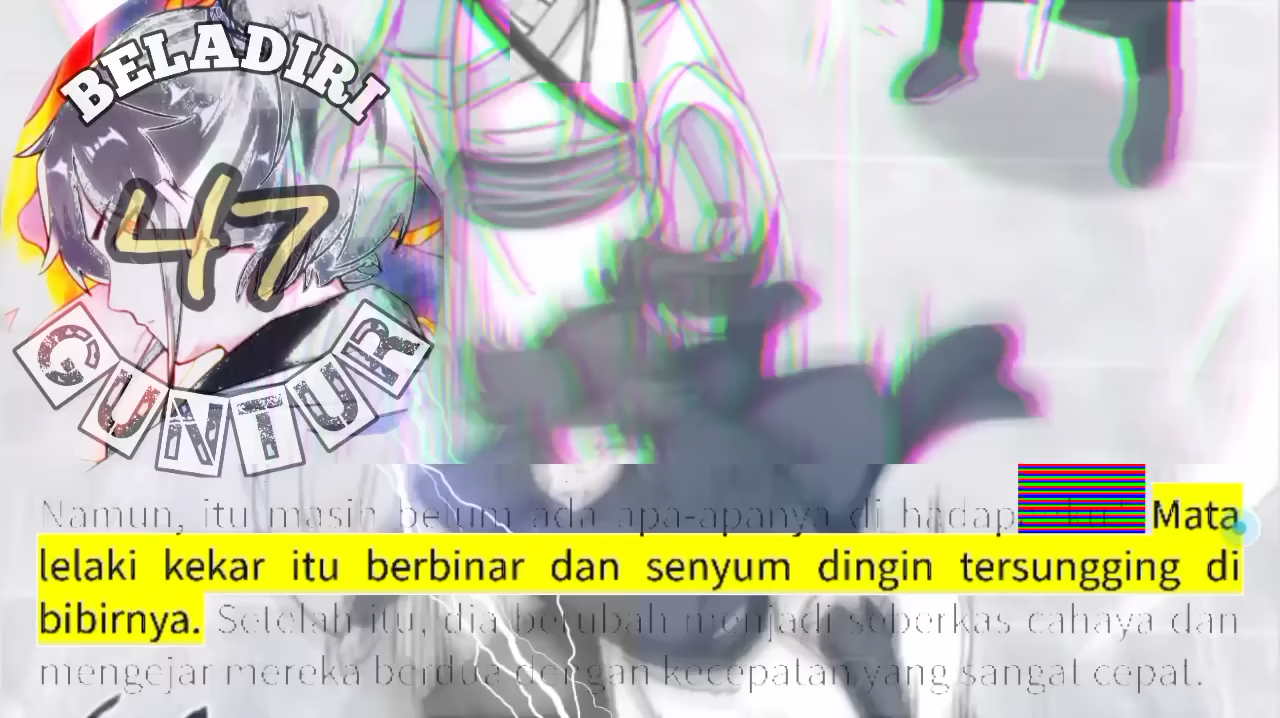 BELADIRI
47
GUNTUR
Namun, itu masih belum ada apa-apanya di hadapanku" Mata
lelaki kekar itu berbinar dan senyum dingin tersungging di
bibirnya. Setelah itu, dia berubah menjadi seberkas cahaya dan
mengejar mereka berdua dengan kecepatan yang sangat cepat.